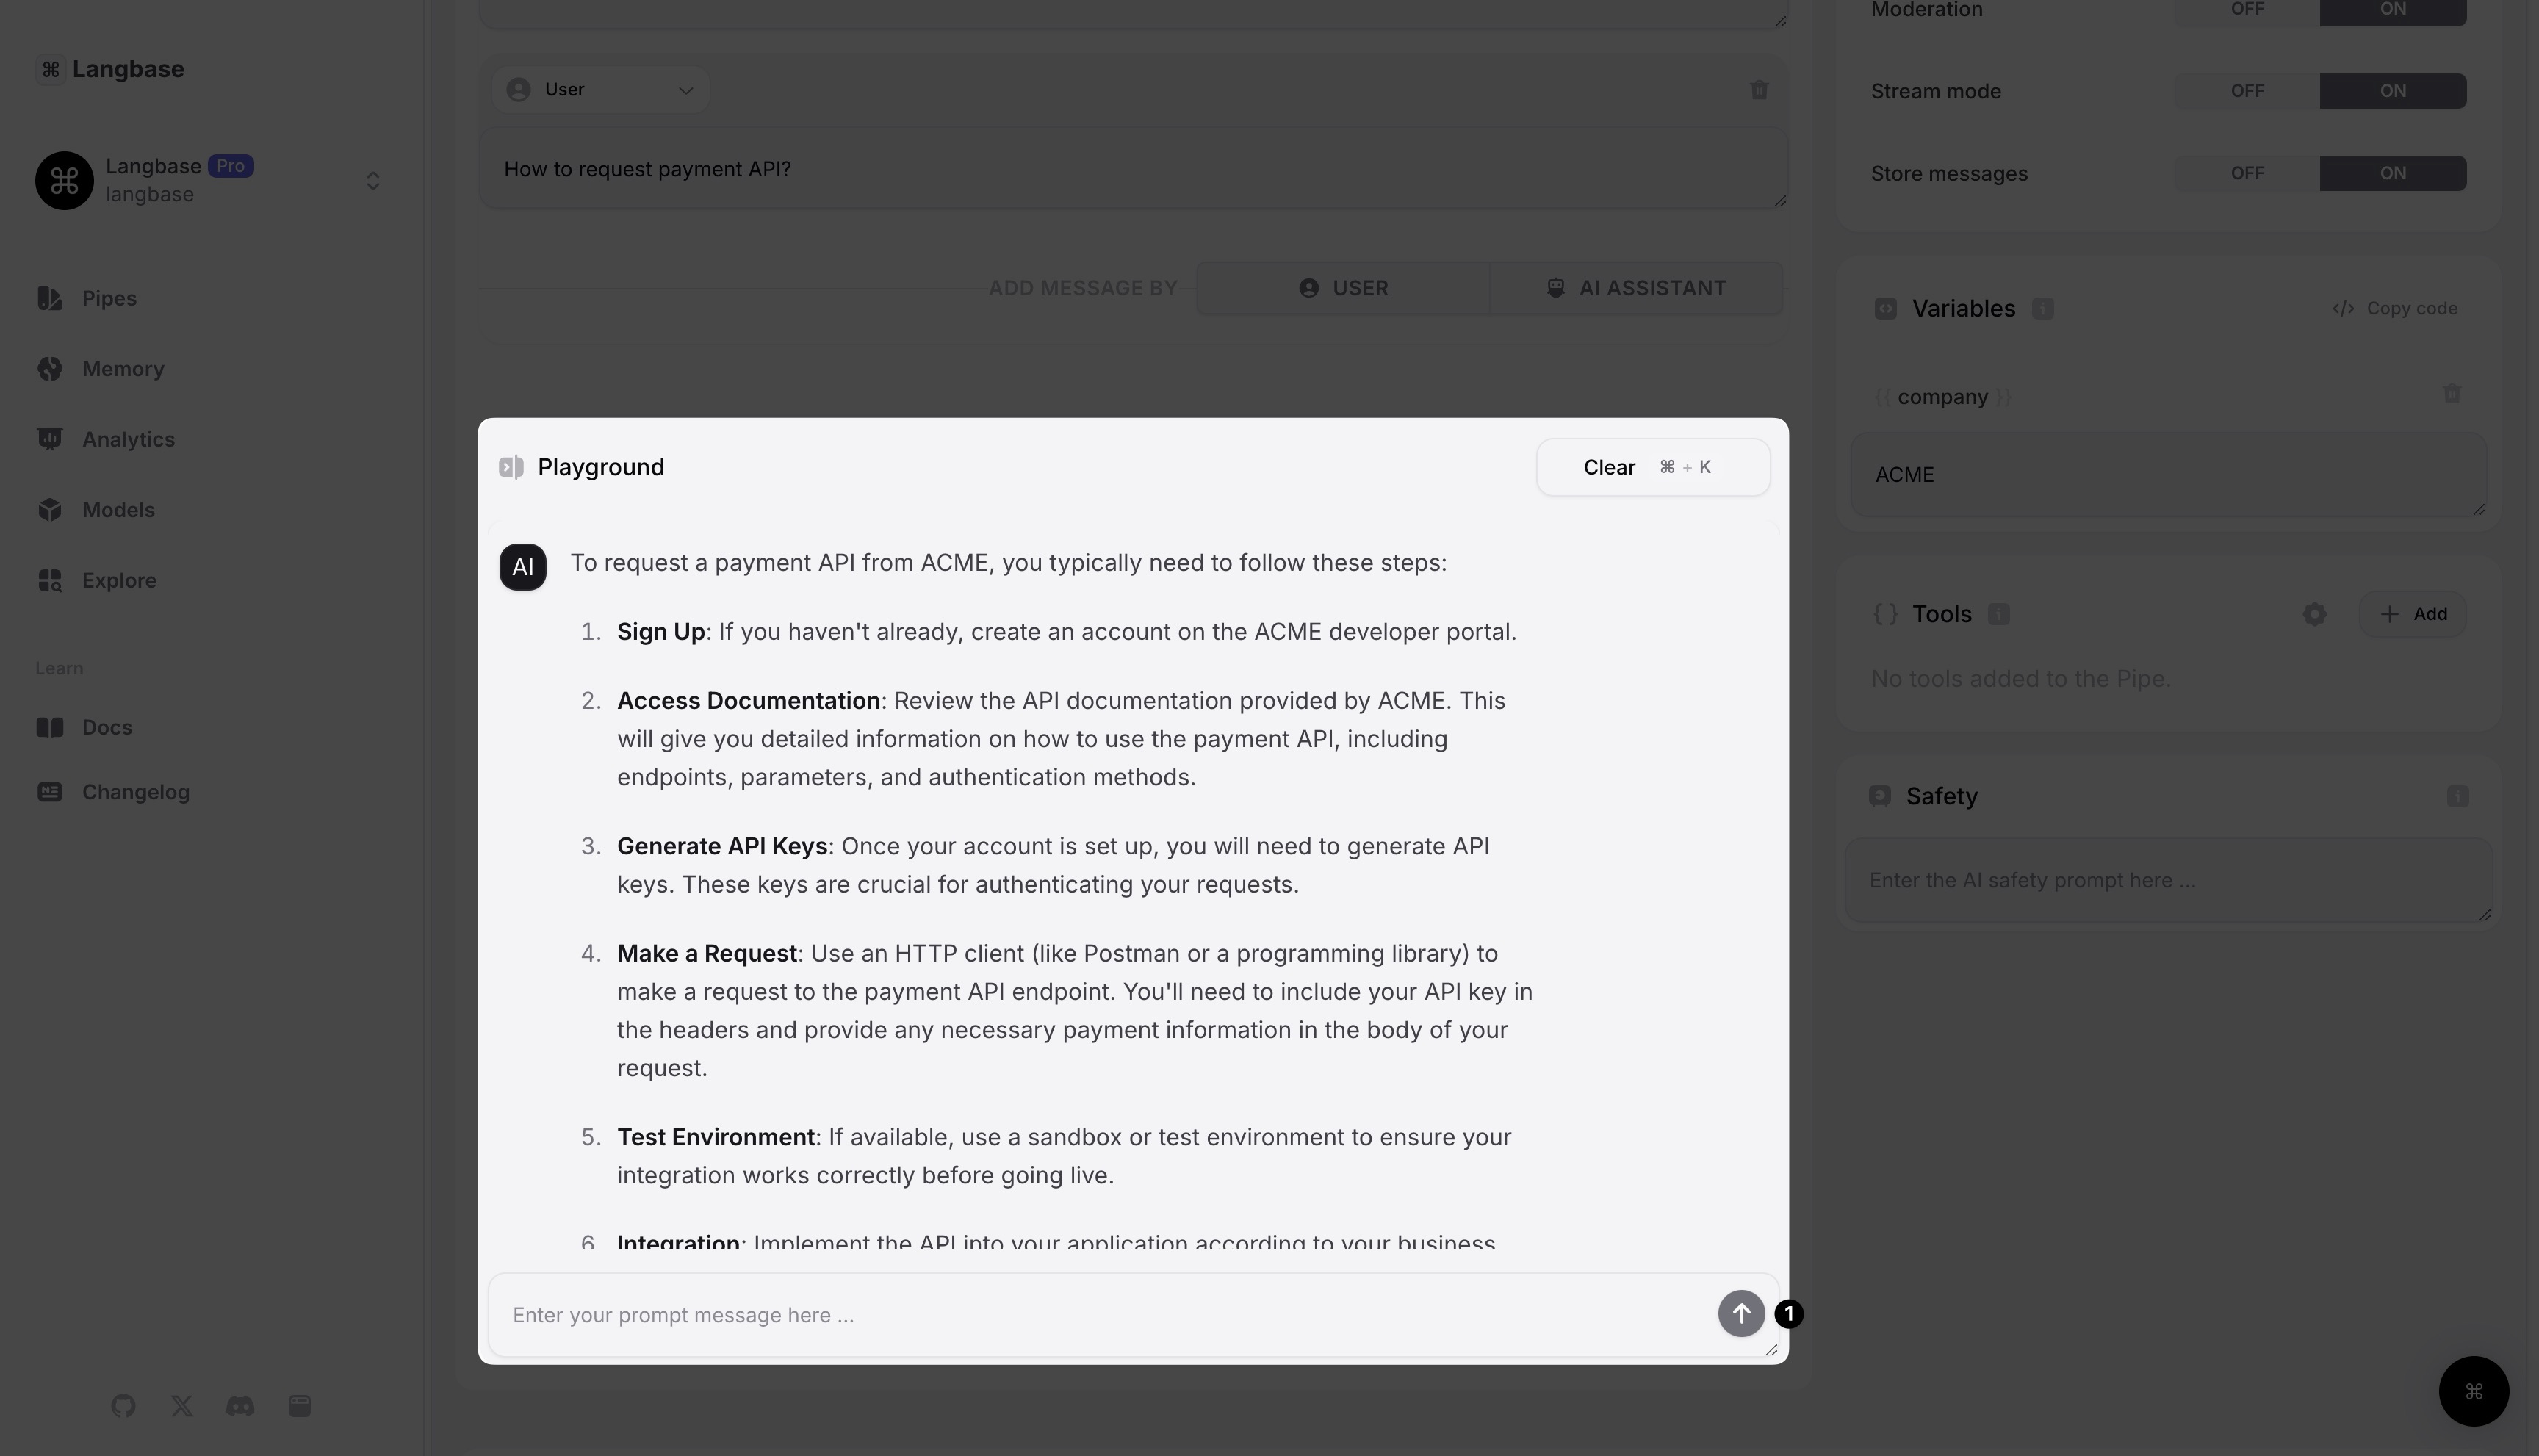 ⌘ Langbase
Langbase Pro
langbase
Pipes
Memory
Analytics
Models
Explore
Learn
Docs
Changelog
User
How to request payment API?
ADD MESSAGE BY
USER
AI ASSISTANT
Playground
Clear ⌘ + K
AI
To request a payment API from ACME, you typically need to follow these steps:
1. Sign Up: If you haven't already, create an account on the ACME developer portal.
2. Access Documentation: Review the API documentation provided by ACME. This
will give you detailed information on how to use the payment API, including
endpoints, parameters, and authentication methods.
3. Generate API Keys: Once your account is set up, you will need to generate API
keys. These keys are crucial for authenticating your requests.
4. Make a Request: Use an HTTP client (like Postman or a programming library) to
make a request to the payment API endpoint. You'll need to include your API key in
the headers and provide any necessary payment information in the body of your
request.
5. Test Environment: If available, use a sandbox or test environment to ensure your
integration works correctly before going live.
6. Integration: Implement the API into your application according to your business
Enter your prompt message here ...
1
Moderation OFF ON
Stream mode OFF ON
Store messages OFF ON
Variables
Copy code
{{ company }}
ACME
Tools
Add
No tools added to the Pipe.
Safety
Enter the AI safety prompt here ...